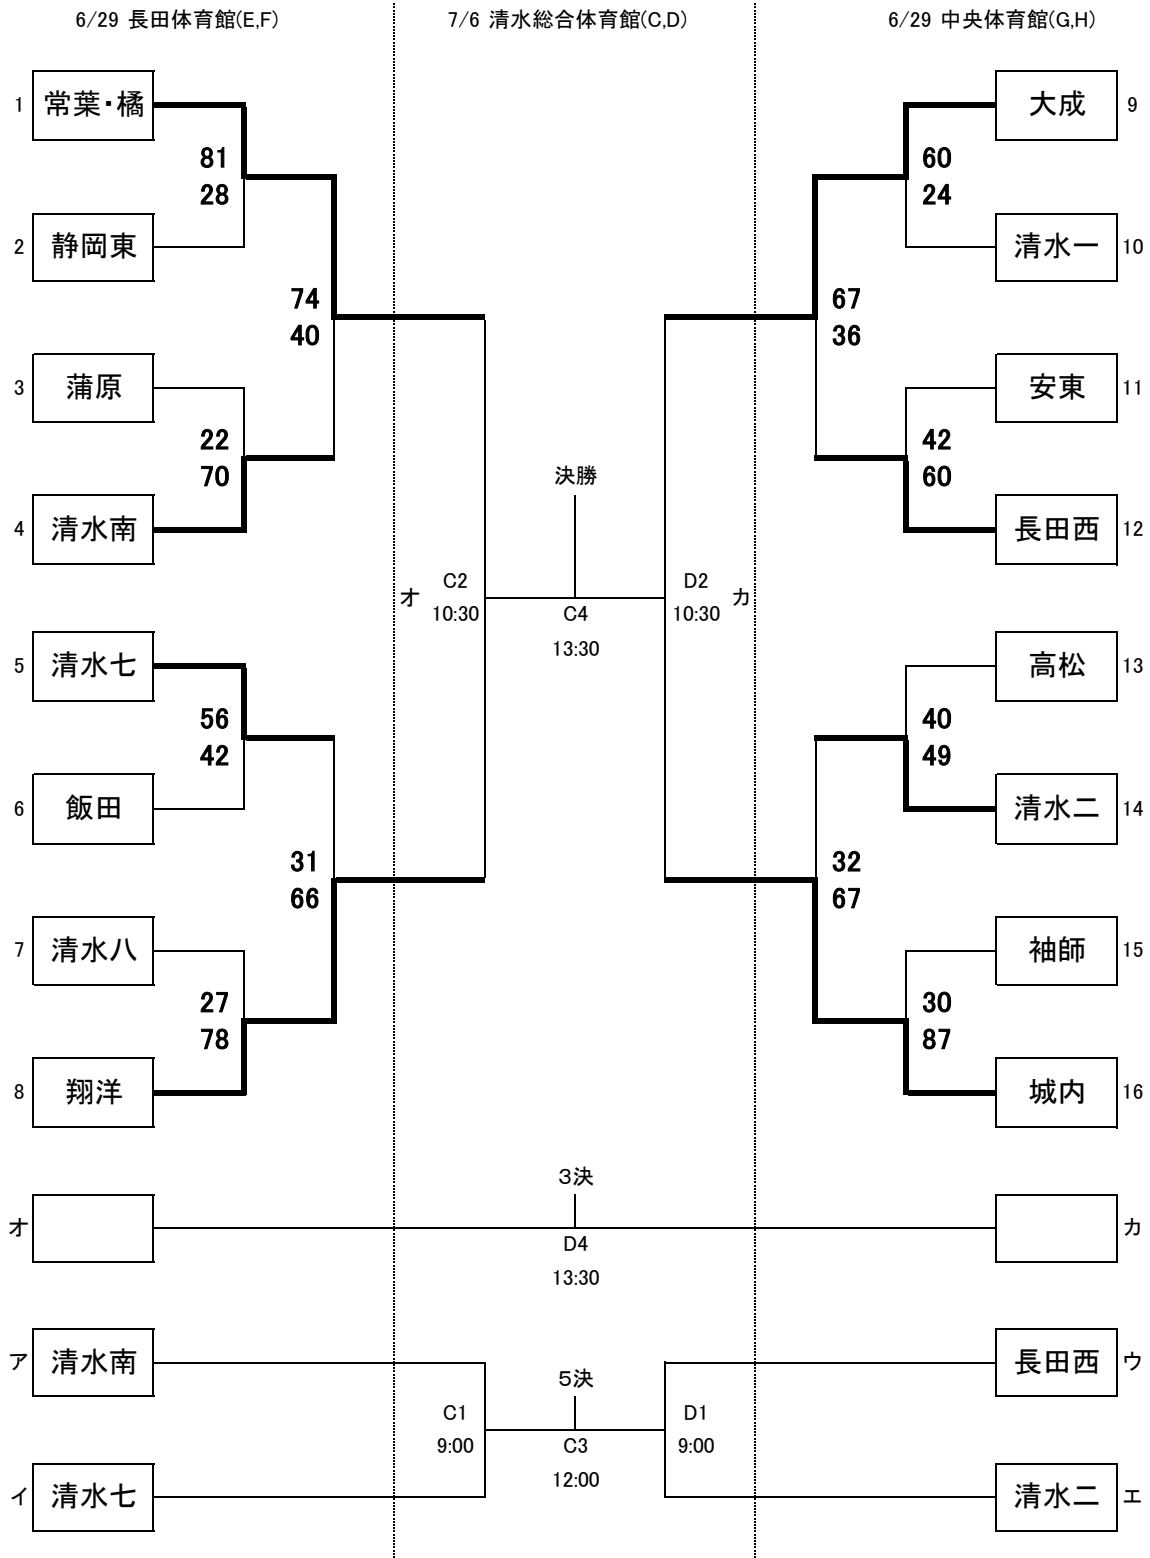 6/29 長田体育館(E,F)
7/6 清水総合体育館(C,D)
6/29 中央体育館(G,H)
1 常葉・橘
81
28
2 静岡東
74
40
3 蒲原
22
70
4 清水南
5 清水七
56
42
6 飯田
31
66
7 清水八
27
78
8 翔洋
オ
C2
10:30
決勝
C4
13:30
D2
10:30
カ
大成 9
60
24
清水一 10
67
36
安東 11
42
60
長田西 12
高松 13
40
49
清水二 14
32
67
袖師 15
30
87
城内 16
3決
オ
カ
D4
13:30
ア 清水南
長田西 ウ
5決
C1
9:00
C3
12:00
D1
9:00
イ 清水七
清水二 エ